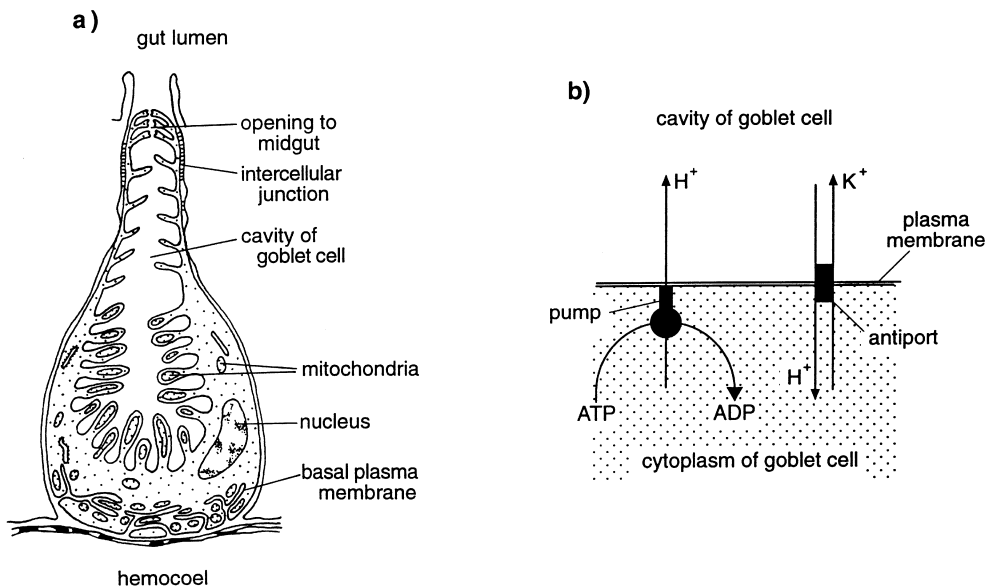 a)
gut lumen
opening to
midgut
intercellular
junction
cavity of
goblet cell
mitochondria
nucleus
basal plasma
membrane
hemocoel
b)
cavity of goblet cell
H+
K+
plasma
membrane
pump
antiport
H+
ATP
ADP
cytoplasm of goblet cell